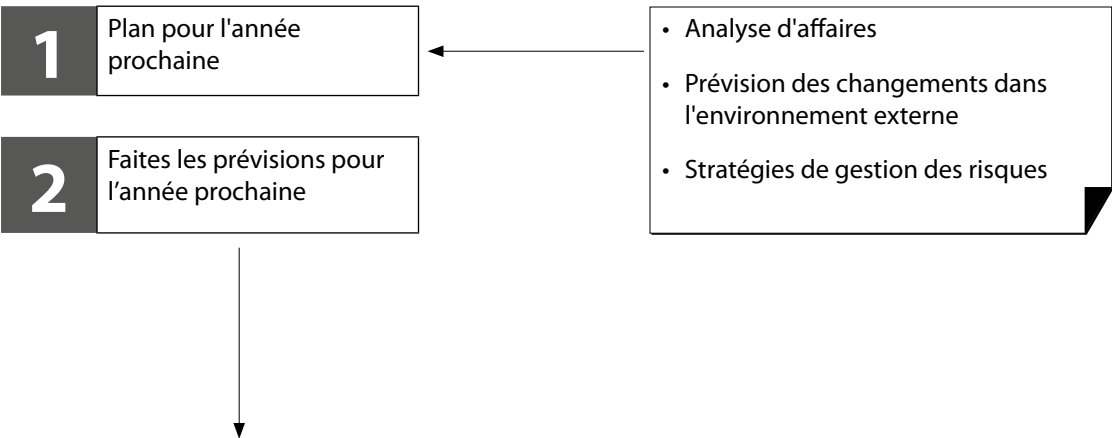 1
Plan pour l'année
prochaine
• Analyse d'affaires
• Prévision des changements dans
l'environnement externe
• Stratégies de gestion des risques
2
Faites les prévisions pour
l’année prochaine